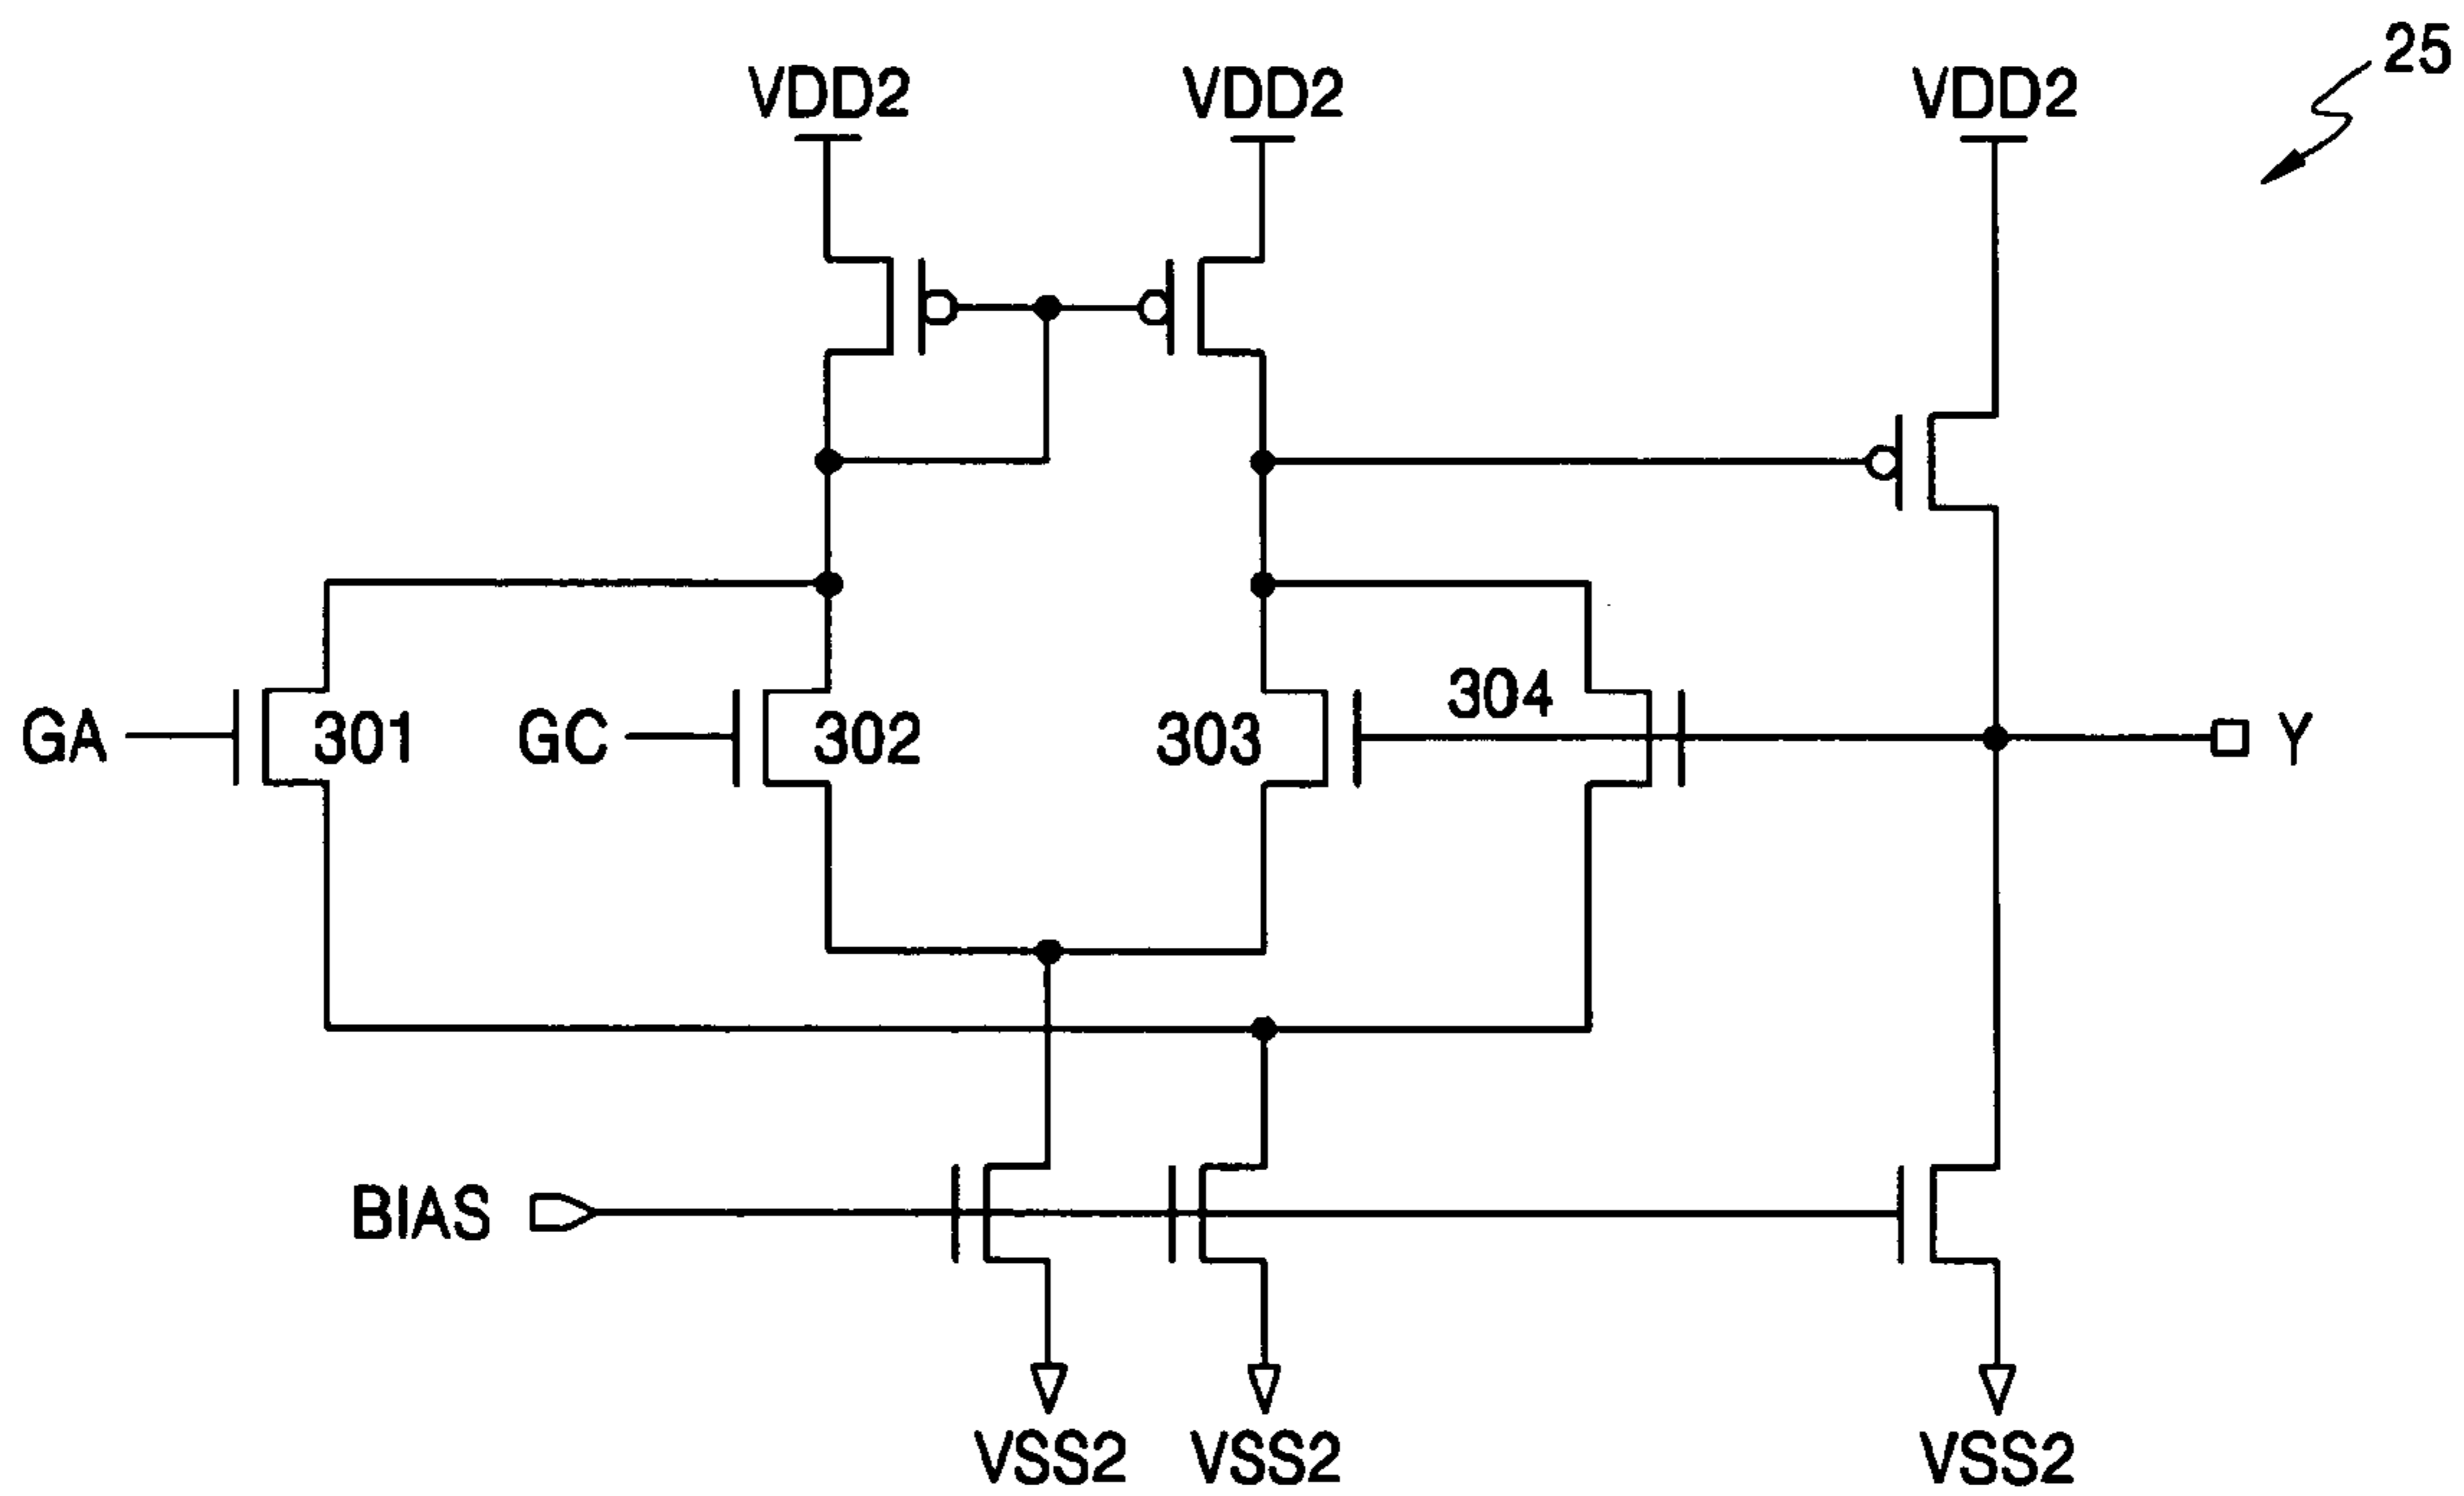 25
VDD2 VDD2 VDD2
304
GA 301 GC 302 303 Y
BIAS
VSS2 VSS2 VSS2